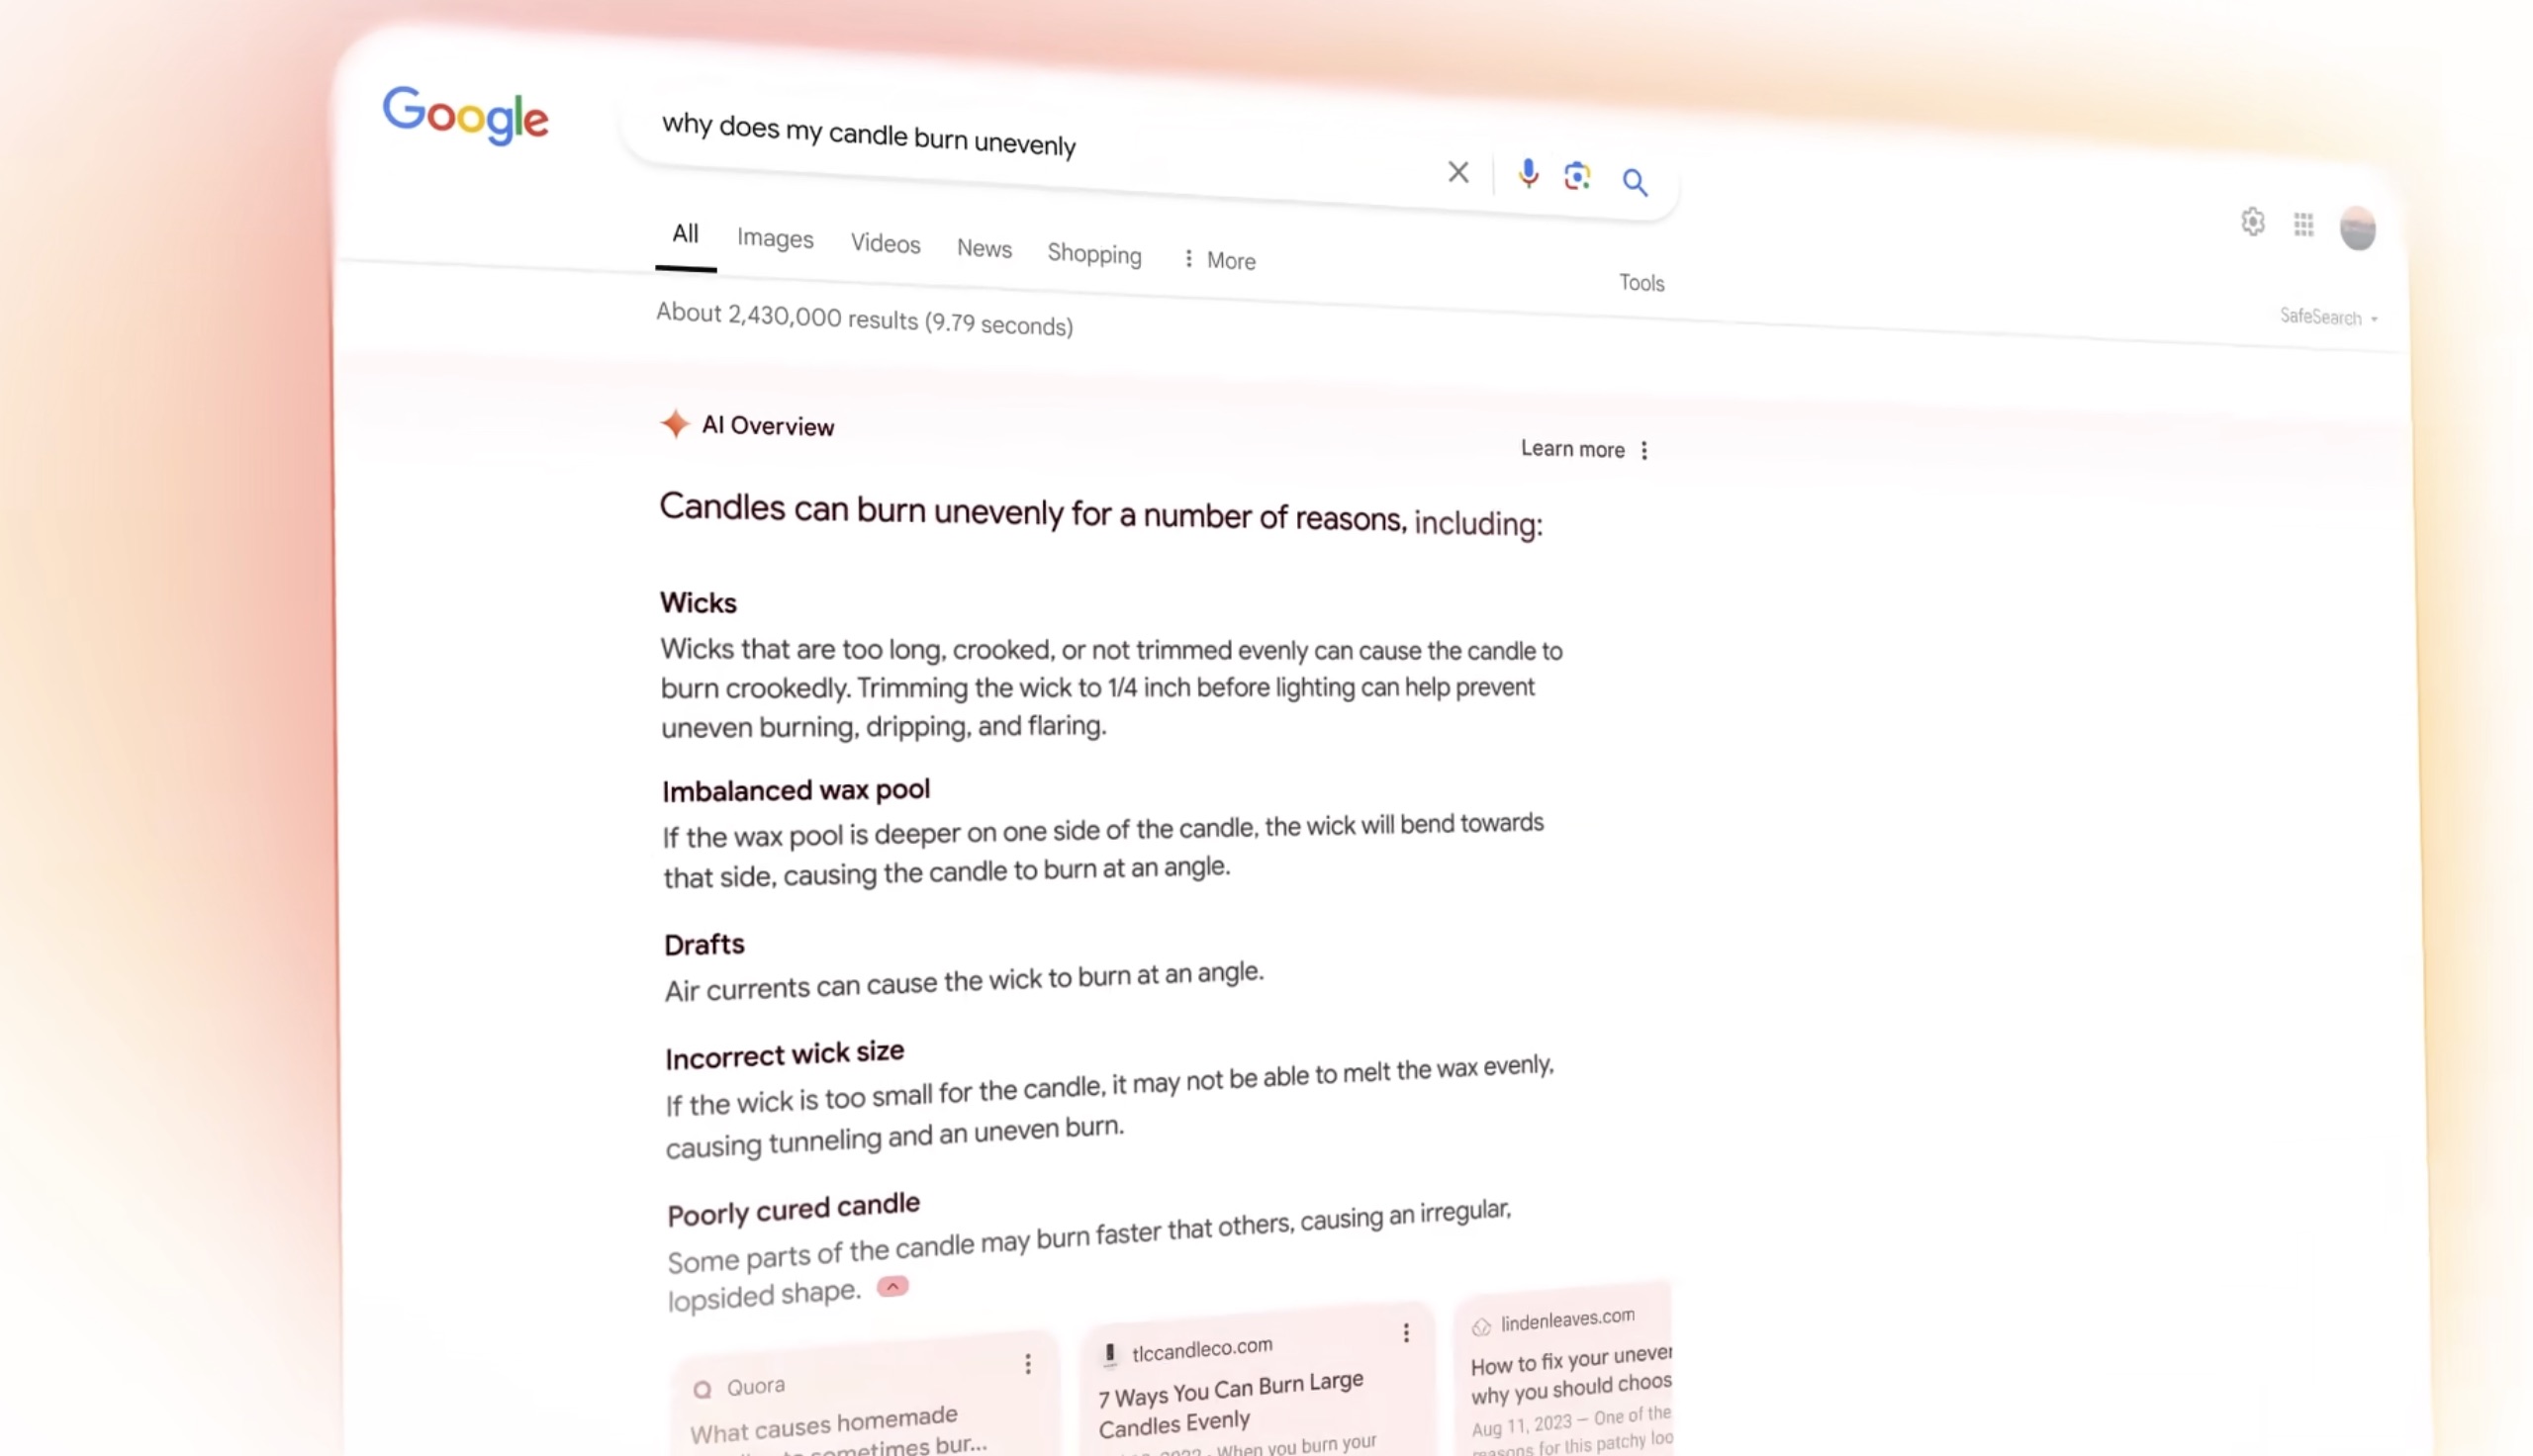 Google
why does my candle burn unevenly
All Images Videos News Shopping More
Tools
SafeSearch
About 2,430,000 results (9.79 seconds)
AI Overview
Learn more
Candles can burn unevenly for a number of reasons, including:
Wicks
Wicks that are too long, crooked, or not trimmed evenly can cause the candle to
burn crookedly. Trimming the wick to 1/4 inch before lighting can help prevent
uneven burning, dripping, and flaring.
Imbalanced wax pool
If the wax pool is deeper on one side of the candle, the wick will bend towards
that side, causing the candle to burn at an angle.
Drafts
Air currents can cause the wick to burn at an angle.
Incorrect wick size
If the wick is too small for the candle, it may not be able to melt the wax evenly,
causing tunneling and an uneven burn.
Poorly cured candle
Some parts of the candle may burn faster that others, causing an irregular,
lopsided shape.
Quora
What causes homemade
sometimes bur...
tlccandleco.com
7 Ways You Can Burn Large
Candles Evenly
When you burn your
lindenleaves.com
How to fix your uneven
why you should choos
Aug 11, 2023 — One of the
reasons for this patchy loo